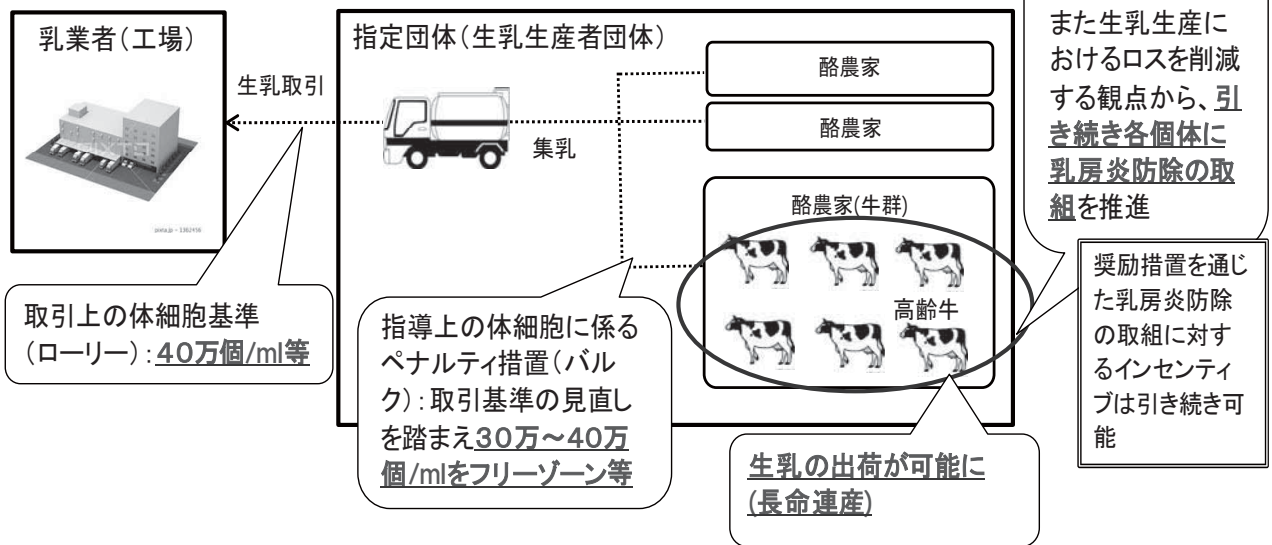 乳業者（工場）
pixta.jp - 1362456
生乳取引
指定団体（生乳生産者団体）
集乳
酪農家
酪農家
酪農家(牛群)
高齢牛
また生乳生産に
おけるロスを削減
する観点から、引
き続き各個体に
乳房炎防除の取
組を推進
奨励措置を通じ
た乳房炎防除
の取組に対す
るインセンティ
ブは引き続き可
能
取引上の体細胞基準
（ローリー）：４０万個/ml等
指導上の体細胞に係る
ペナルティ措置（バル
ク）：取引基準の見直し
を踏まえ３０万～４０万
個/mlをフリーゾーン等
生乳の出荷が可能に
(長命連産)